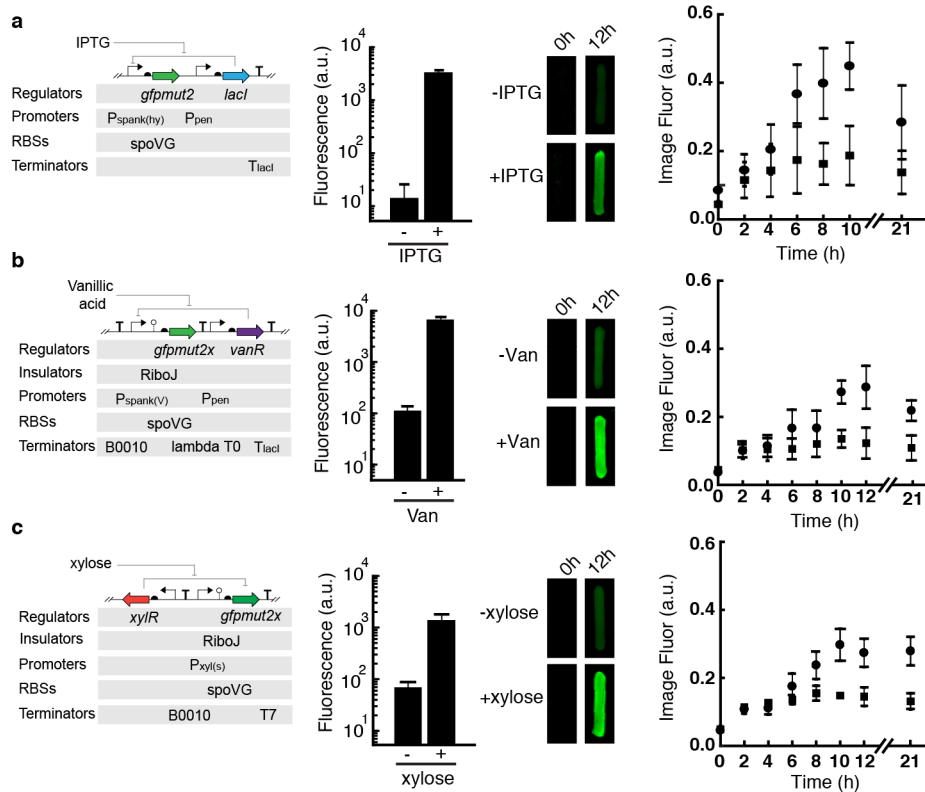 a
IPTG
gfpmut2 lacI
Regulators
Promoters Pspank(hy) Ppen
RBSs spoVG
Terminators TlacI
Fluorescence (a.u.)
10^4
10^3
10^2
10^1
- +
IPTG
0h 12h
-IPTG
+IPTG
Image Fluor (a.u.)
0.6
0.4
0.2
0.0
0 2 4 6 8 10 21
Time (h)
b
Vanillic
acid
T T T
Regulators gfpmut2x vanR
Insulators RiboJ
Promoters Pspank(V) Ppen
RBSs spoVG
Terminators B0010 lambda T0 TlacI
Fluorescence (a.u.)
10^4
10^3
10^2
10^1
- +
Van
0h 12h
-Van
+Van
Image Fluor (a.u.)
0.6
0.4
0.2
0.0
0 2 4 6 8 10 12 21
Time (h)
c
xylose
Regulators xylR gfpmut2x
Insulators RiboJ
Promoters Pxyl(s)
RBSs spoVG
Terminators B0010 T7
Fluorescence (a.u.)
10^4
10^3
10^2
10^1
- +
xylose
0h 12h
-xylose
+xylose
Image Fluor (a.u.)
0.6
0.4
0.2
0.0
0 2 4 6 8 10 12 21
Time (h)